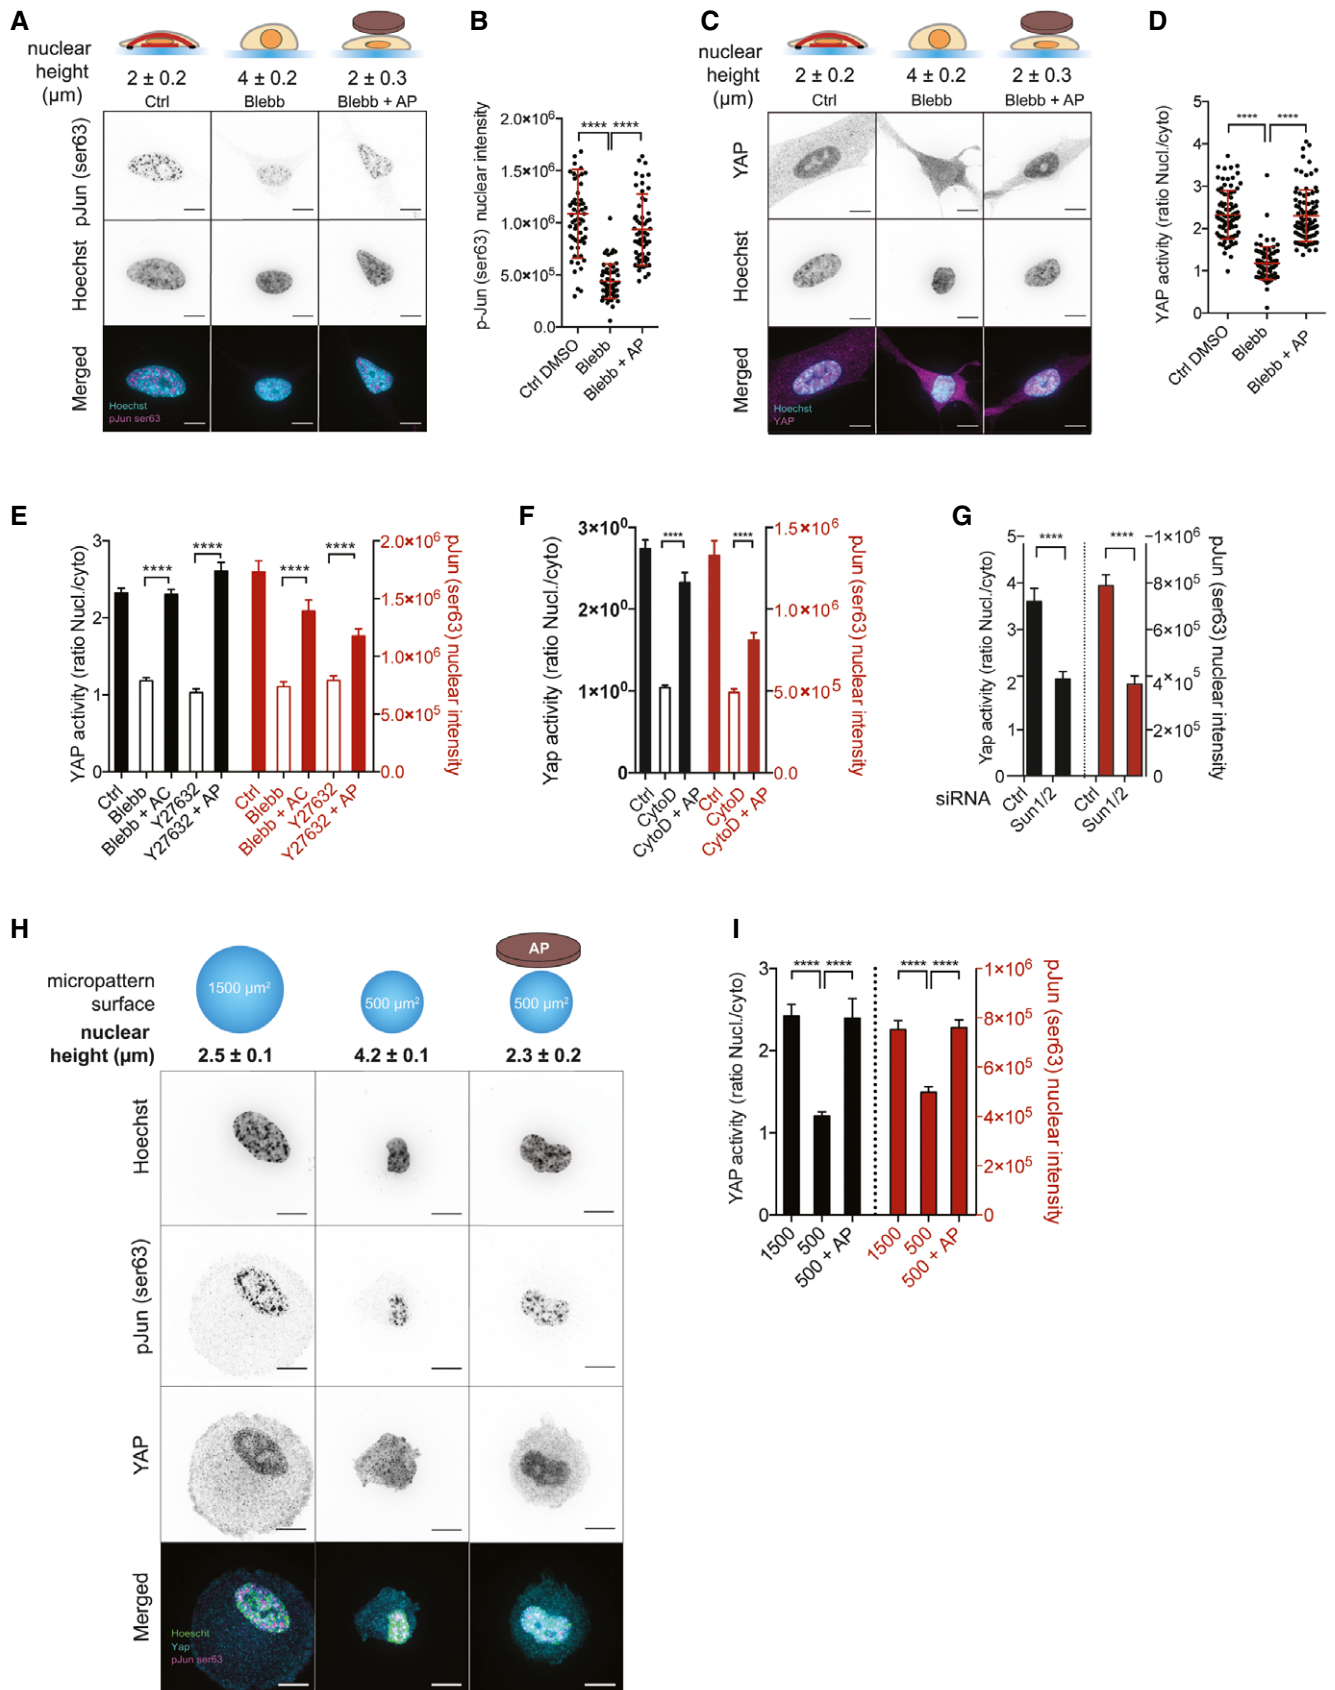 A
nuclear
height
(µm)
2 ± 0.2
4 ± 0.2
2 ± 0.3
Ctrl
Blebb
Blebb + AP
pJun (ser63)
Hoechst
Merged
Hoechst
pJun ser63
B
p-Jun (ser63) nuclear intensity
2.0×10⁶
1.5×10⁶
1.0×10⁶
5.0×10⁵
0.0
****
****
Ctrl DMSO
Blebb
Blebb + AP
C
nuclear
height
(µm)
2 ± 0.2
4 ± 0.2
2 ± 0.3
Ctrl
Blebb
Blebb + AP
YAP
Hoechst
Merged
Hoechst
YAP
D
YAP activity (ratio Nucl./cyto)
5
4
3
2
1
0
****
****
Ctrl DMSO
Blebb
Blebb + AP
E
YAP activity (ratio Nucl./cyto)
3
2
1
0
****
****
****
****
2.0×10⁶
1.5×10⁶
1.0×10⁶
5.0×10⁵
0.0
pJun (ser63) nuclear intensity
Ctrl
Blebb
Blebb + AC
Y27632
Y27632 + AP
Ctrl
Blebb
Blebb + AC
Y27632
Y27632 + AP
F
Yap activity (ratio Nucl./cyto)
3×10⁰
2×10⁰
1×10⁰
0
****
****
1.5×10⁶
1.0×10⁶
5.0×10⁵
0.0
pJun (ser63) nuclear intensity
Ctrl
CytoD
CytoD + AP
Ctrl
CytoD
CytoD + AP
G
Yap activity (ratio Nucl./cyto)
5
4
3
2
1
0
****
****
1×10⁶
8×10⁵
6×10⁵
4×10⁵
2×10⁵
0
pJun (ser63) nuclear intensity
siRNA
Ctrl
Sun1/2
Ctrl
Sun1/2
H
micropattern
surface
1500 µm²
500 µm²
AP
500 µm²
nuclear
height (µm)
2.5 ± 0.1
4.2 ± 0.1
2.3 ± 0.2
Hoechst
pJun (ser63)
YAP
Merged
Hoescht
Yap
pJun ser63
I
YAP activity (ratio Nucl./cyto)
3
2
1
0
****
****
****
****
1×10⁶
8×10⁵
6×10⁵
4×10⁵
2×10⁵
0
pJun (ser63) nuclear intensity
1500
500
500 + AP
1500
500
500 + AP